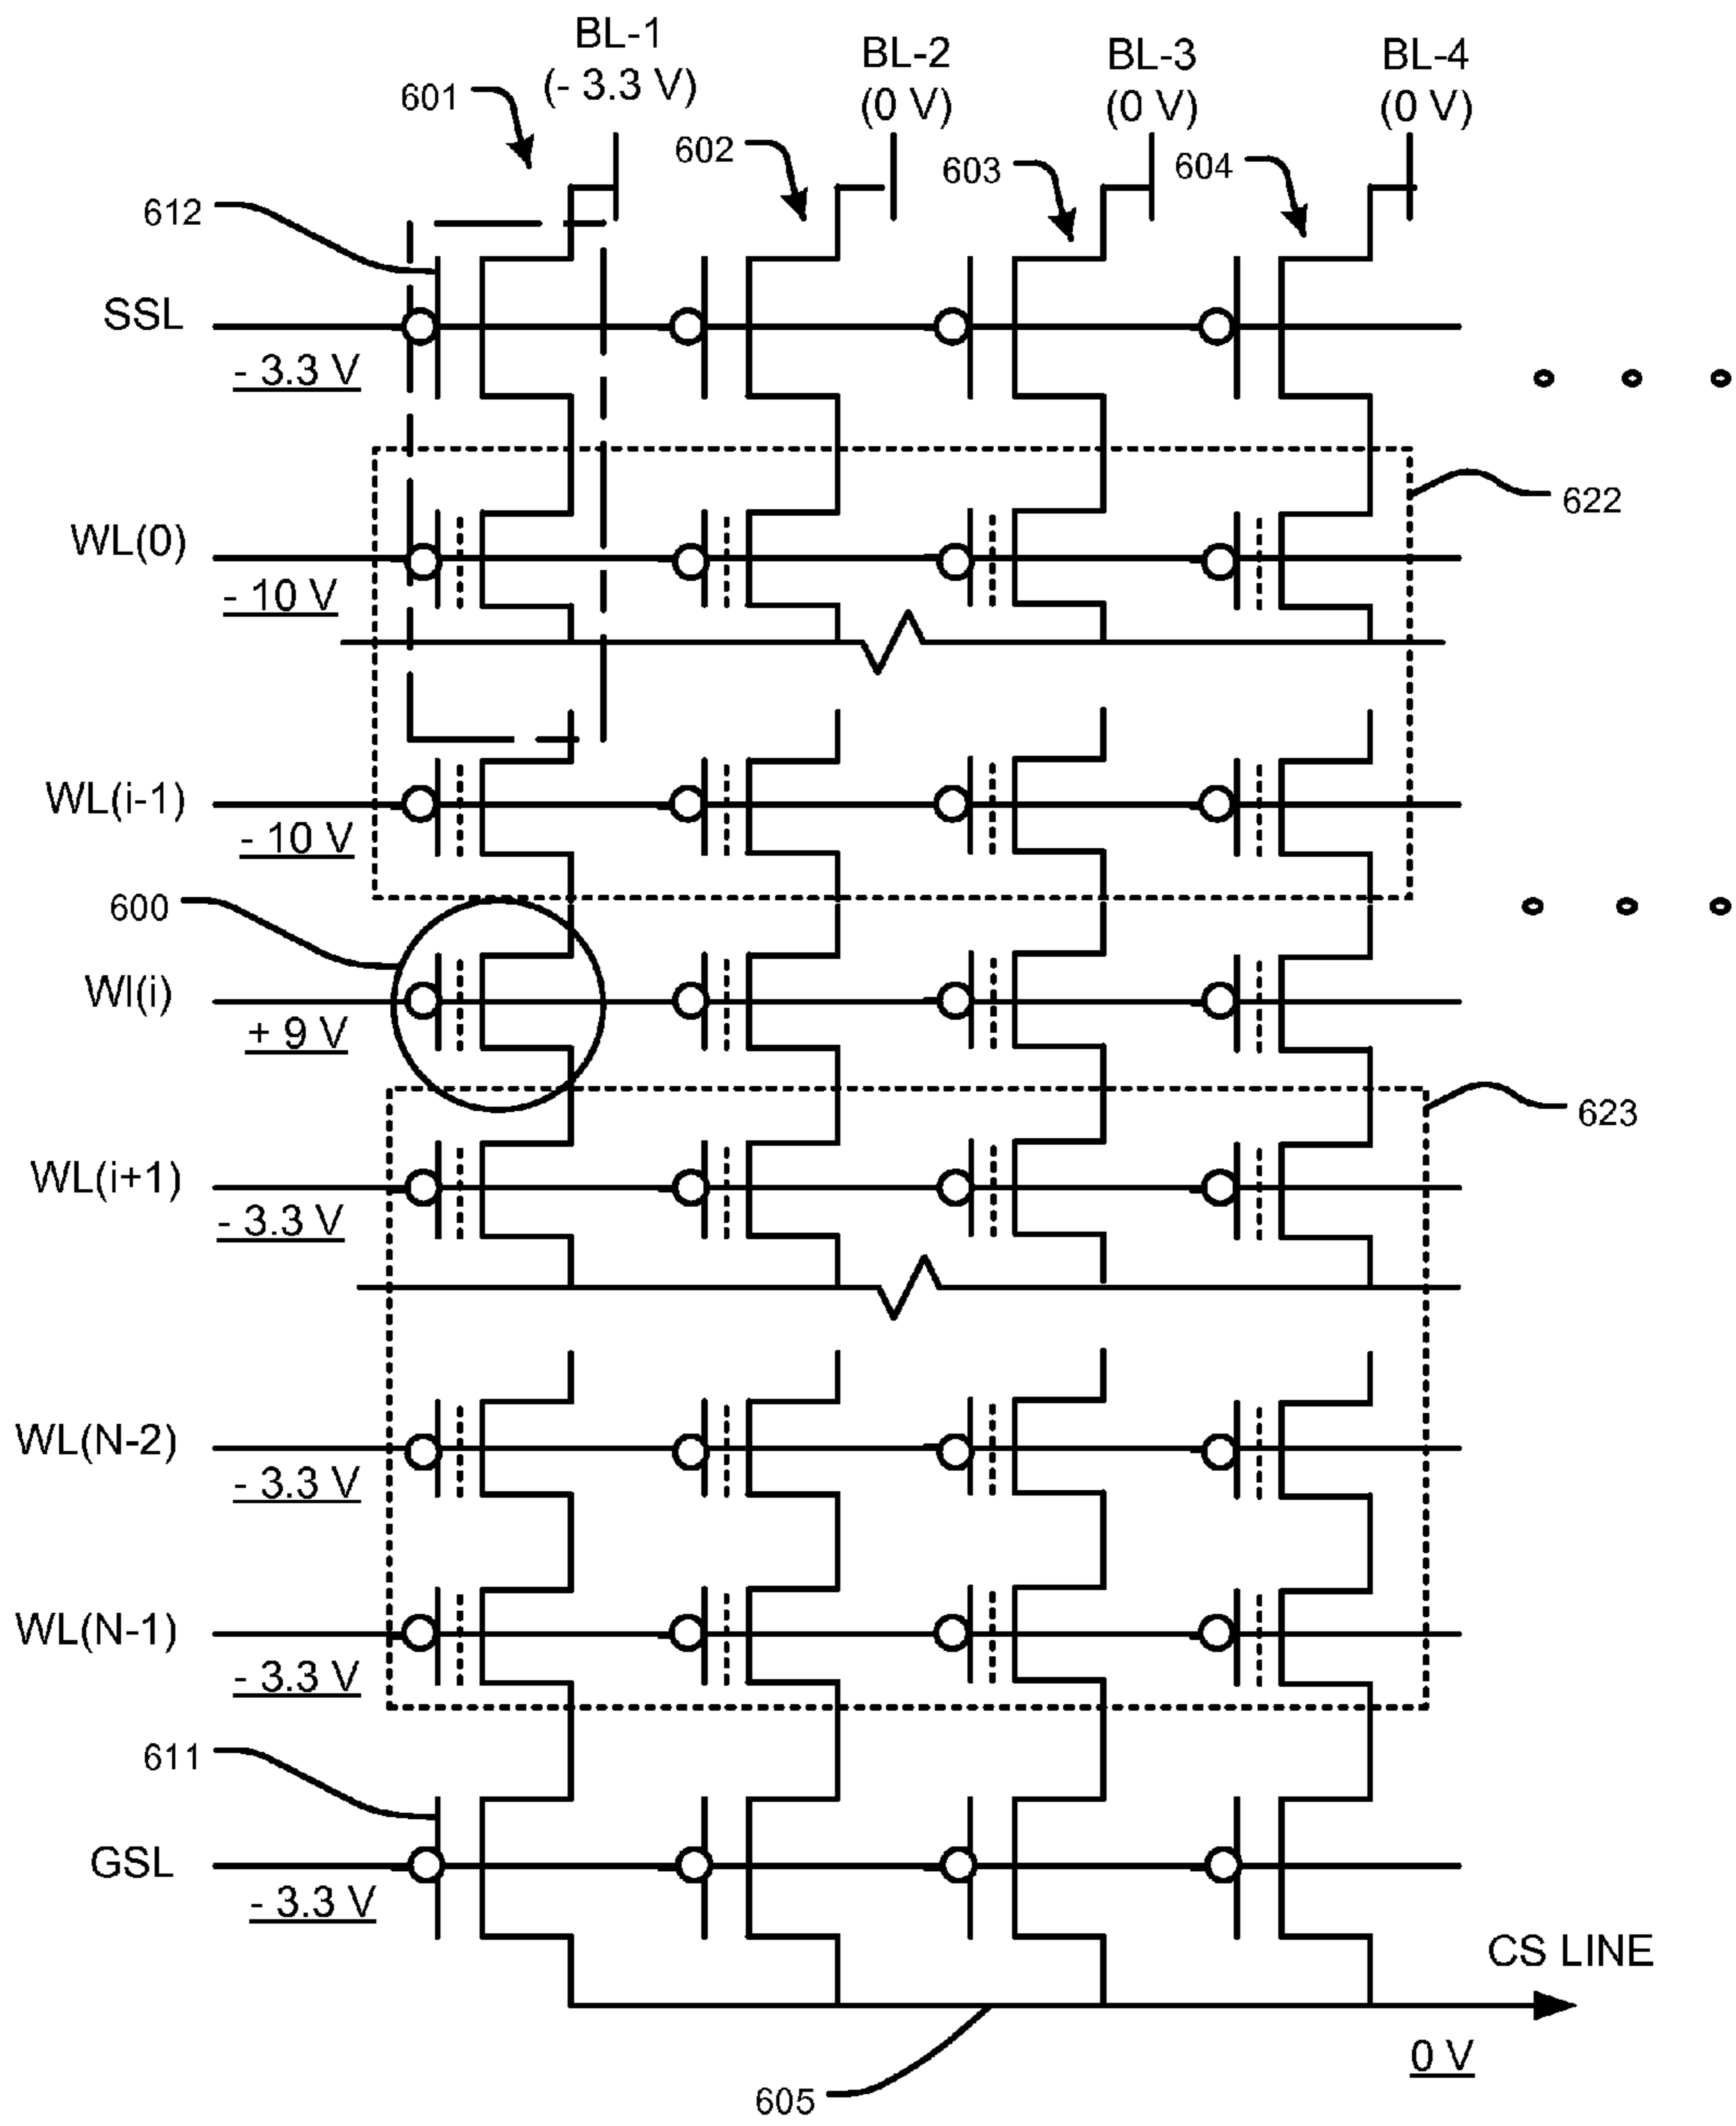 BL-1
(- 3.3 V)
BL-2
(0 V)
BL-3
(0 V)
BL-4
(0 V)
601
602
603
604
612
SSL
- 3.3 V
622
WL(0)
- 10 V
WL(i-1)
- 10 V
600
Wl(i)
+ 9 V
623
WL(i+1)
- 3.3 V
WL(N-2)
- 3.3 V
WL(N-1)
- 3.3 V
611
GSL
- 3.3 V
CS LINE
0 V
605